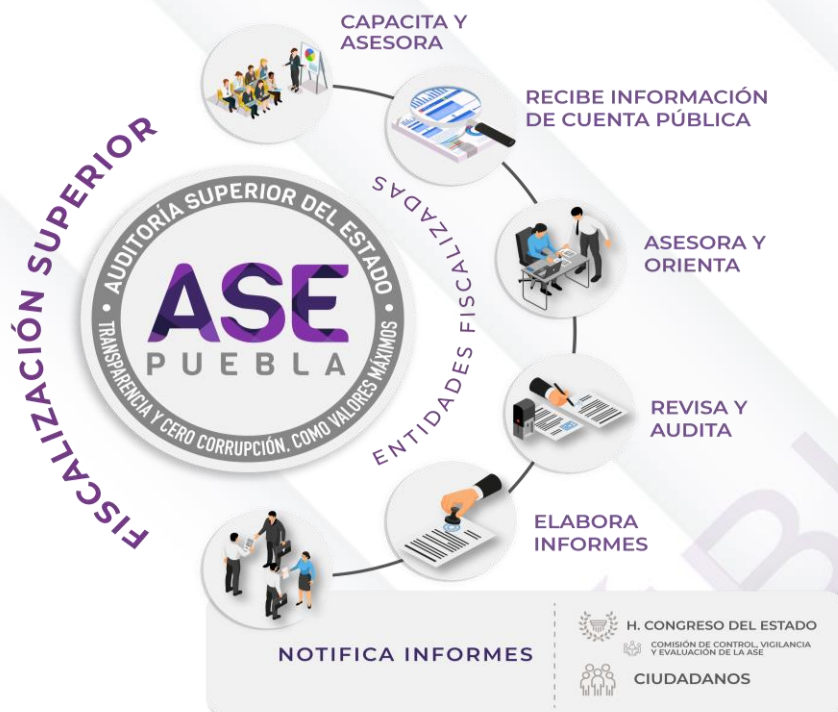 CAPACITA Y
ASESORA
RECIBE INFORMACIÓN
DE CUENTA PÚBLICA
ASESORA Y
ORIENTA
REVISA Y
AUDITA
ELABORA
INFORMES
FISCALIZACIÓN SUPERIOR
AUDITORÍA SUPERIOR DEL ESTADO
ASE
PUEBLA
TRANSPARENCIA Y CERO CORRUPCIÓN. COMO VALORES MÁXIMOS
ENTIDADES FISCALIZADAS
NOTIFICA INFORMES
H. CONGRESO DEL ESTADO
COMISIÓN DE CONTROL, VIGILANCIA
Y EVALUACIÓN DE LA ASE
CIUDADANOS